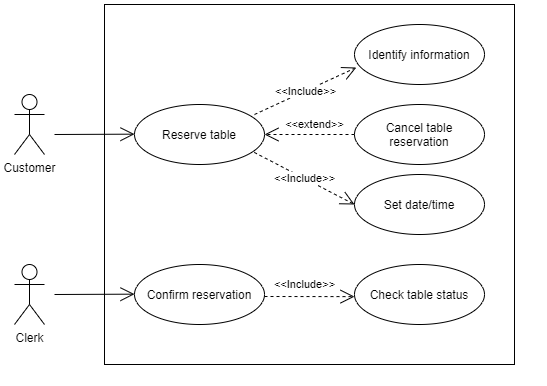 Identify information
<<Include>>
Customer
Reserve table
<<extend>>
Cancel table
reservation
<<Include>>
Set date/time
Clerk
Confirm reservation
<<Include>>
Check table status